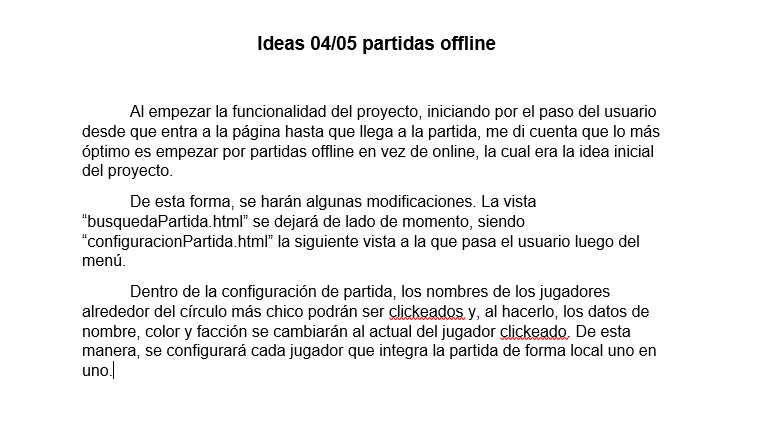 Ideas 04/05 partidas offline
Al empezar la funcionalidad del proyecto, iniciando por el paso del usuario
desde que entra a la página hasta que llega a la partida, me di cuenta que lo más
óptimo es empezar por partidas offline en vez de online, la cual era la idea inicial
del proyecto.
De esta forma, se harán algunas modificaciones. La vista
“busquedaPartida.html” se dejará de lado de momento, siendo
“configuracionPartida.html” la siguiente vista a la que pasa el usuario luego del
menú.
Dentro de la configuración de partida, los nombres de los jugadores
alrededor del círculo más chico podrán ser clickeados y, al hacerlo, los datos de
nombre, color y facción se cambiarán al actual del jugador clickeado. De esta
manera, se configurará cada jugador que integra la partida de forma local uno en
uno.